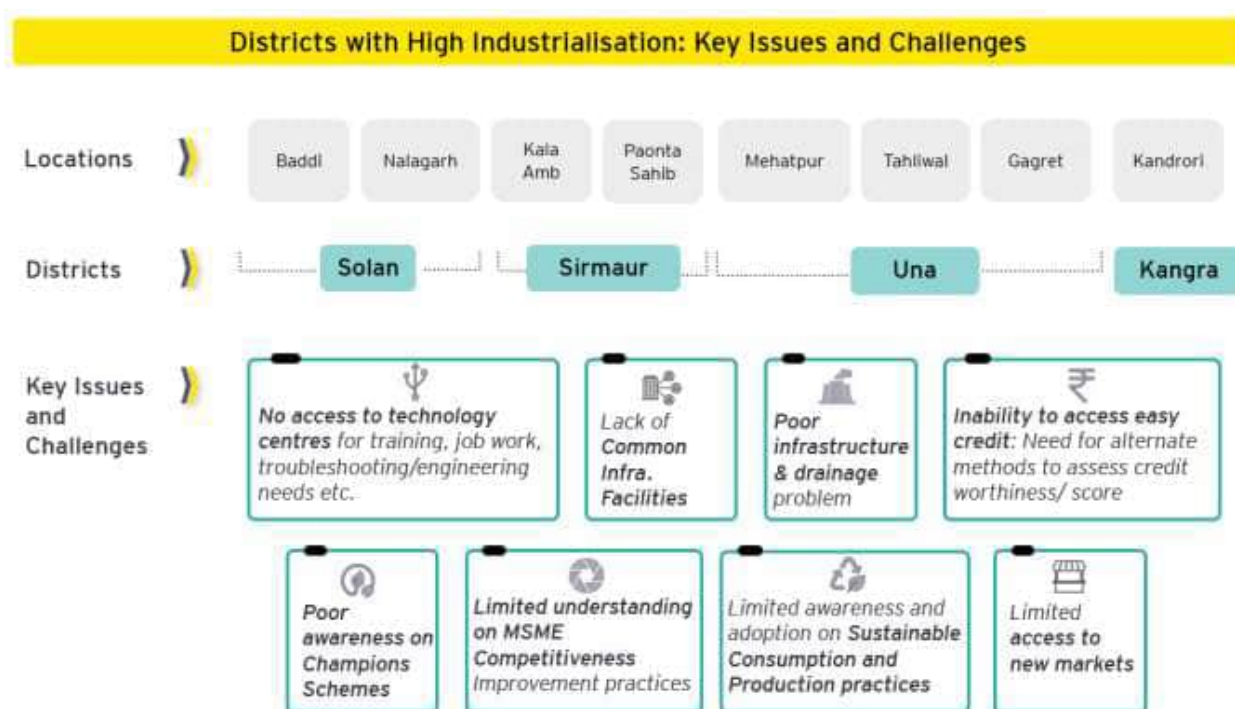 Districts with High Industrialisation: Key Issues and Challenges
Locations
Baddi
Nalagarh
Kala
Amb
Paonta
Sahib
Mehatpur
Tahliwal
Gagret
Kandrori
Districts
Solan
Sirmaur
Una
Kangra
Key Issues
and
Challenges
No access to technology
centres for training, job work,
troubleshooting/engineering
needs etc.
Lack of
Common
Infra.
Facilities
Poor
infrastructure
& drainage
problem
Inability to access easy
credit: Need for alternate
methods to assess credit
worthiness/ score
Poor
awareness on
Champions
Schemes
Limited understanding
on MSME
Competitiveness
Improvement practices
Limited awareness and
adoption on Sustainable
Consumption and
Production practices
Limited
access to
new markets